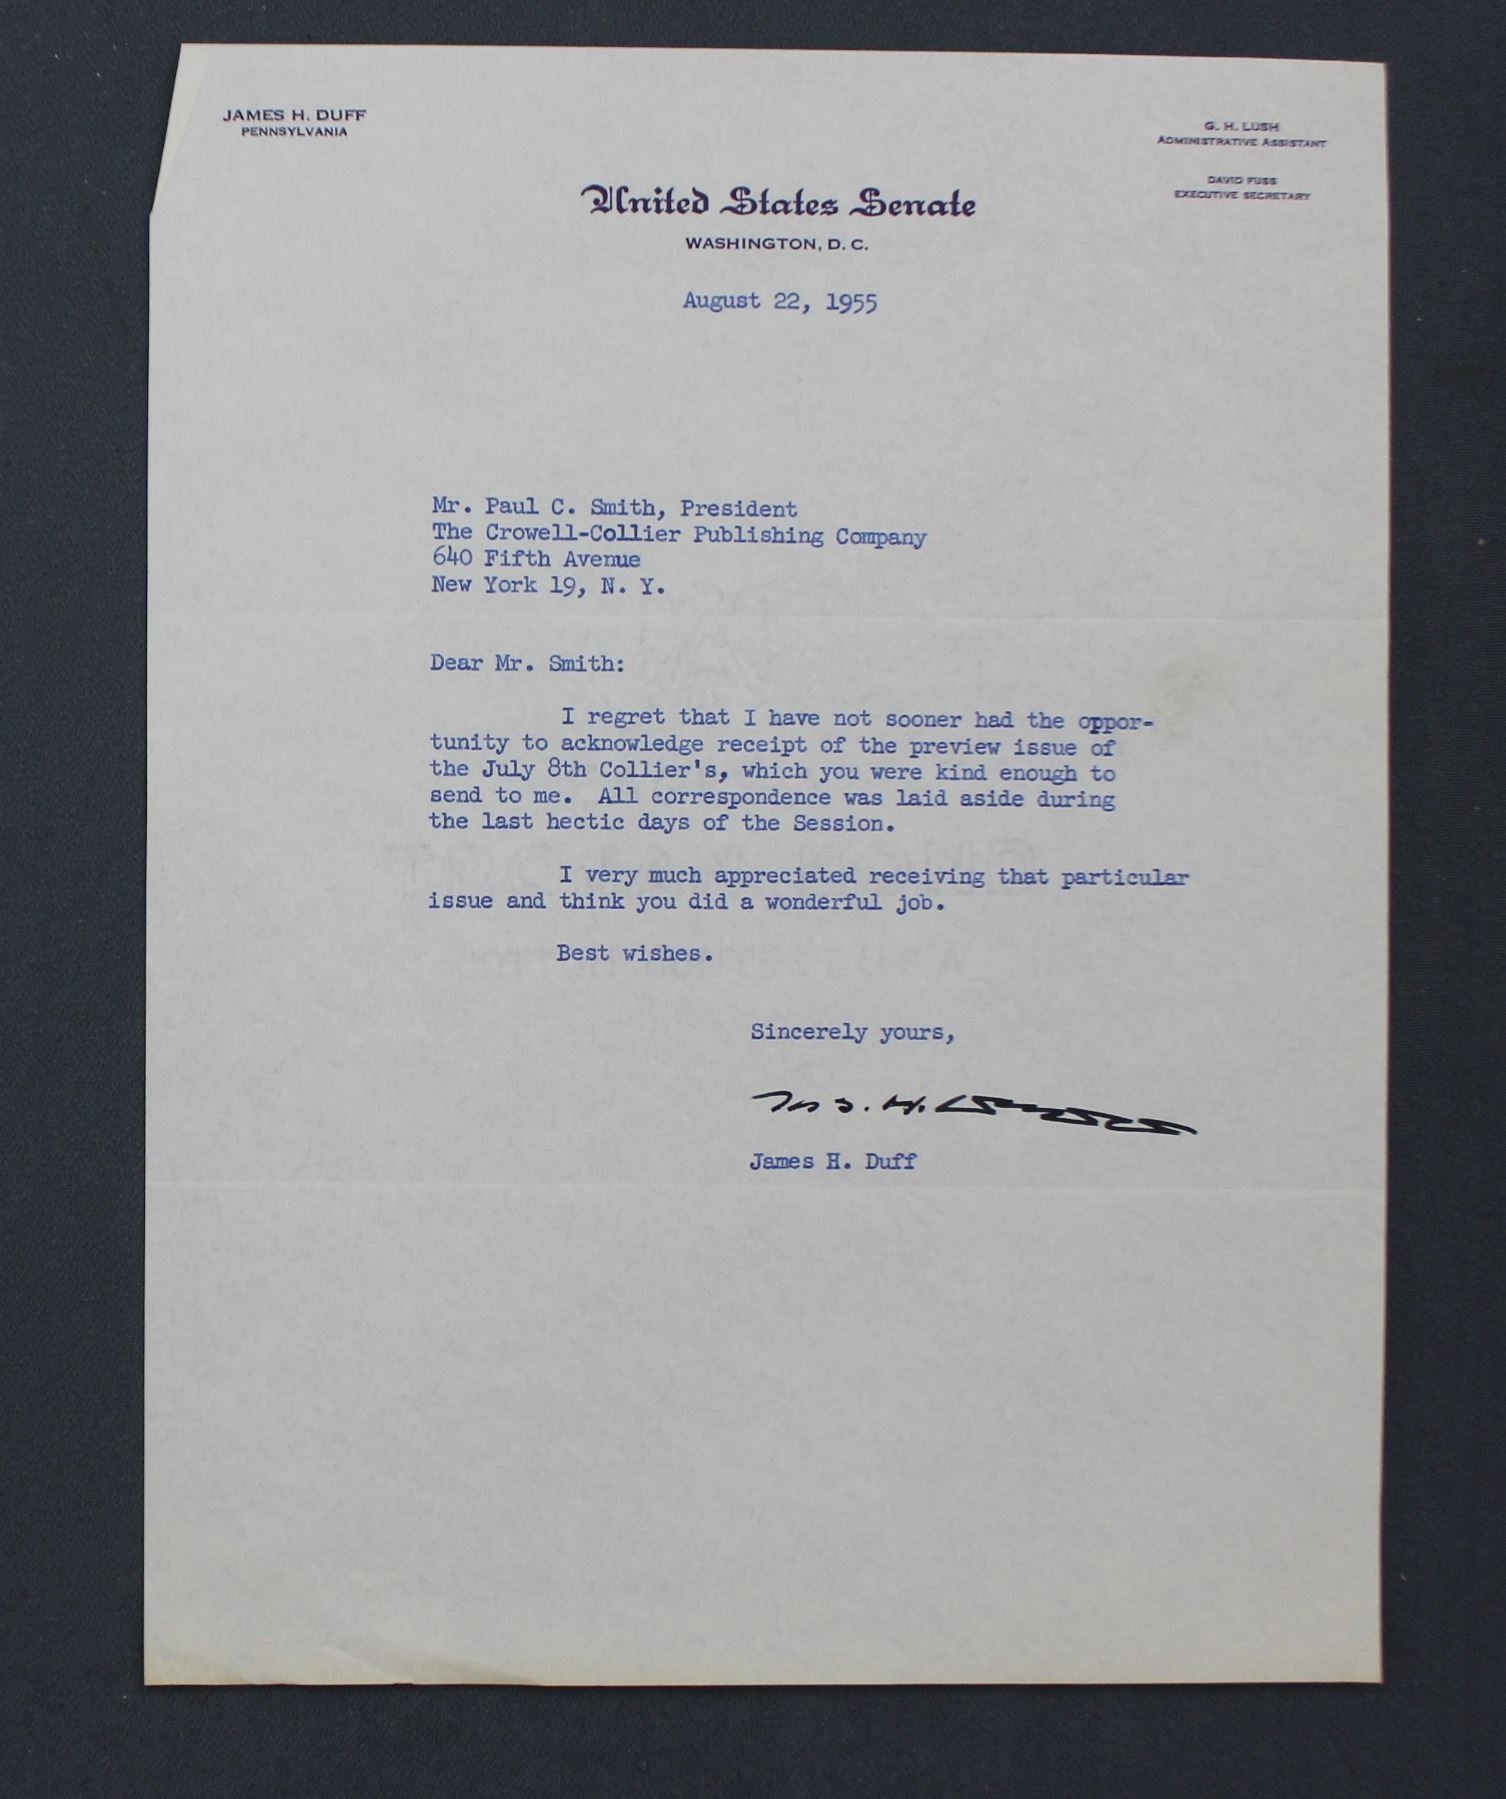 JAMES H. DUFF
PENNSYLVANIA
G. H. LUSH
ADMINISTRATIVE ASSISTANT
DAVID FUSS
EXECUTIVE SECRETARY
United States Senate
WASHINGTON, D. C.
August 22, 1955
Mr. Paul C. Smith, President
The Crowell-Collier Publishing Company
640 Fifth Avenue
New York 19, N. Y.
Dear Mr. Smith:
I regret that I have not sooner had the oppor-
tunity to acknowledge receipt of the preview issue of
the July 8th Collier's, which you were kind enough to
send to me. All correspondence was laid aside during
the last hectic days of the Session.
I very much appreciated receiving that particular
issue and think you did a wonderful job.
Best wishes.
Sincerely yours,
James H. Duff